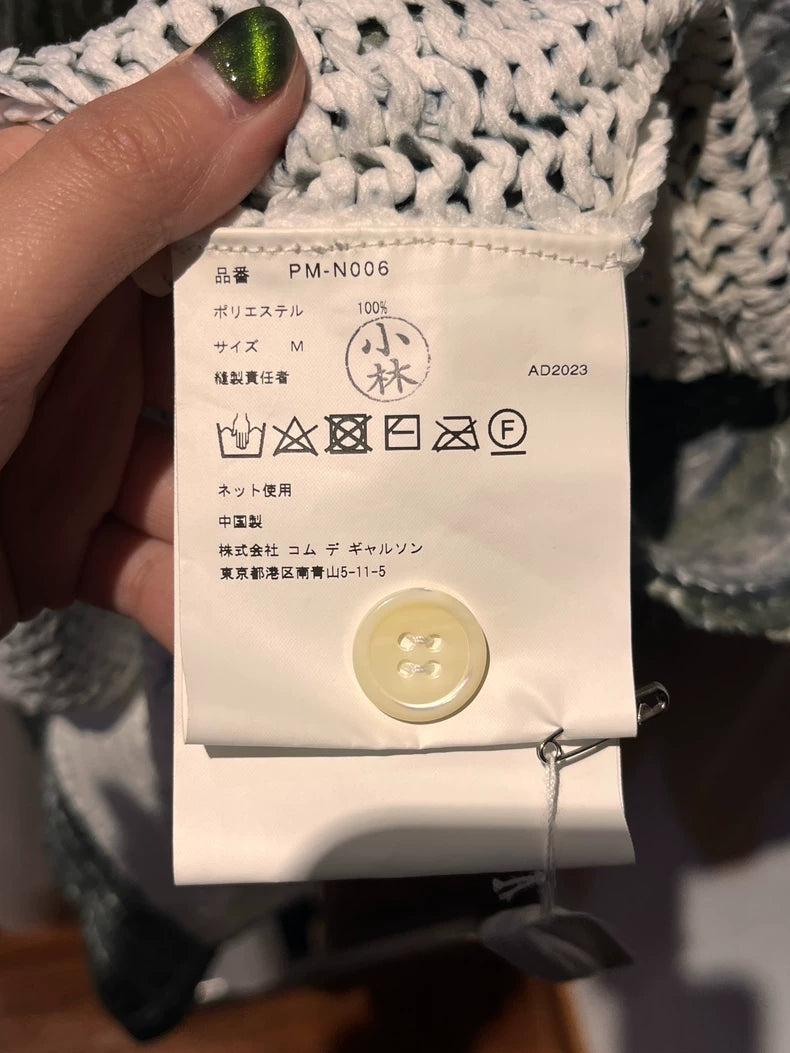 品番 PM-N006
ポリエステル 100%
サイズ M
小林
縫製責任者 AD2023
F
ネット使用
中国製
株式会社 コム デ ギャルソン
東京都港区南青山5-11-5